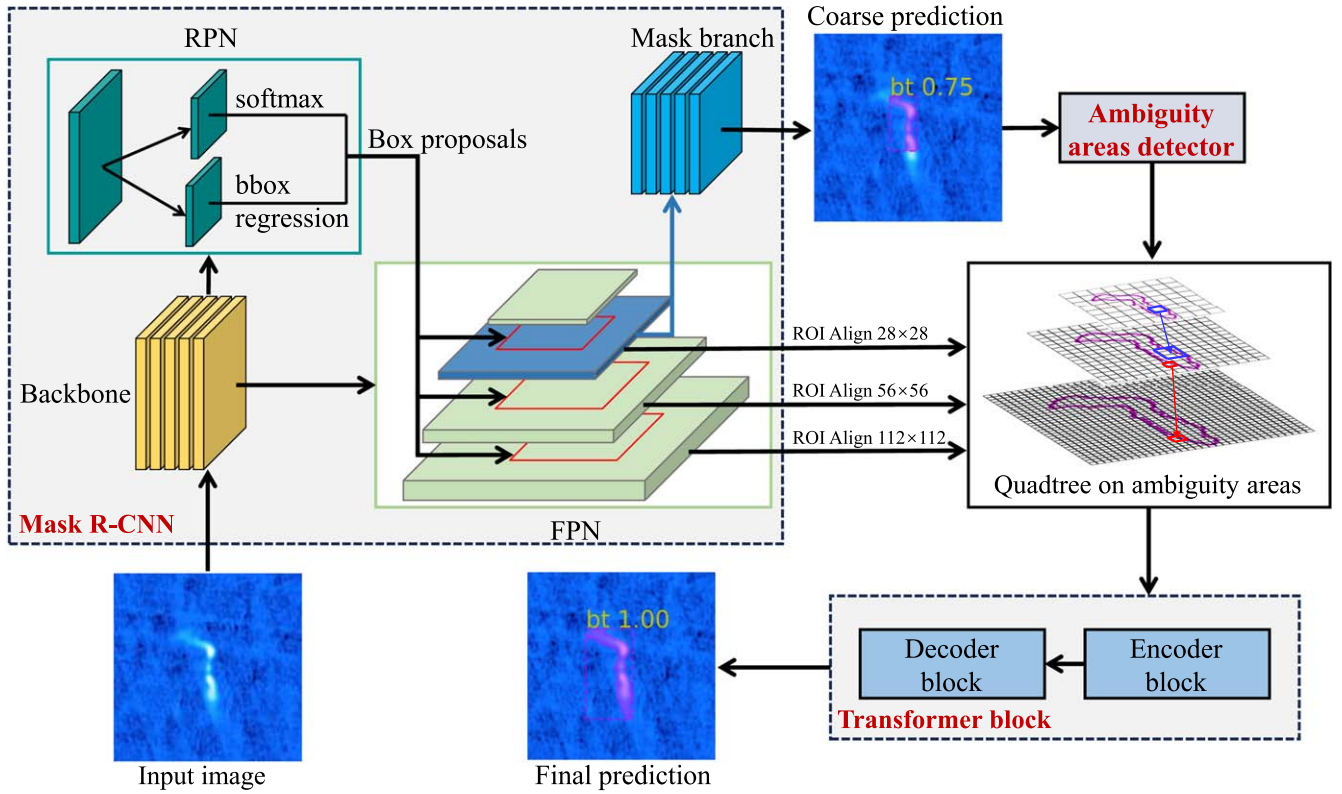 Coarse prediction
RPN
Mask branch
softmax
bt 0.75
Box proposals
Ambiguity
areas detector
bbox
regression
ROI Align 28×28
Backbone
ROI Align 56×56
ROI Align 112×112
Quadtree on ambiguity areas
Mask R-CNN
FPN
bt 1.00
Decoder
block
Encoder
block
Transformer block
Input image
Final prediction